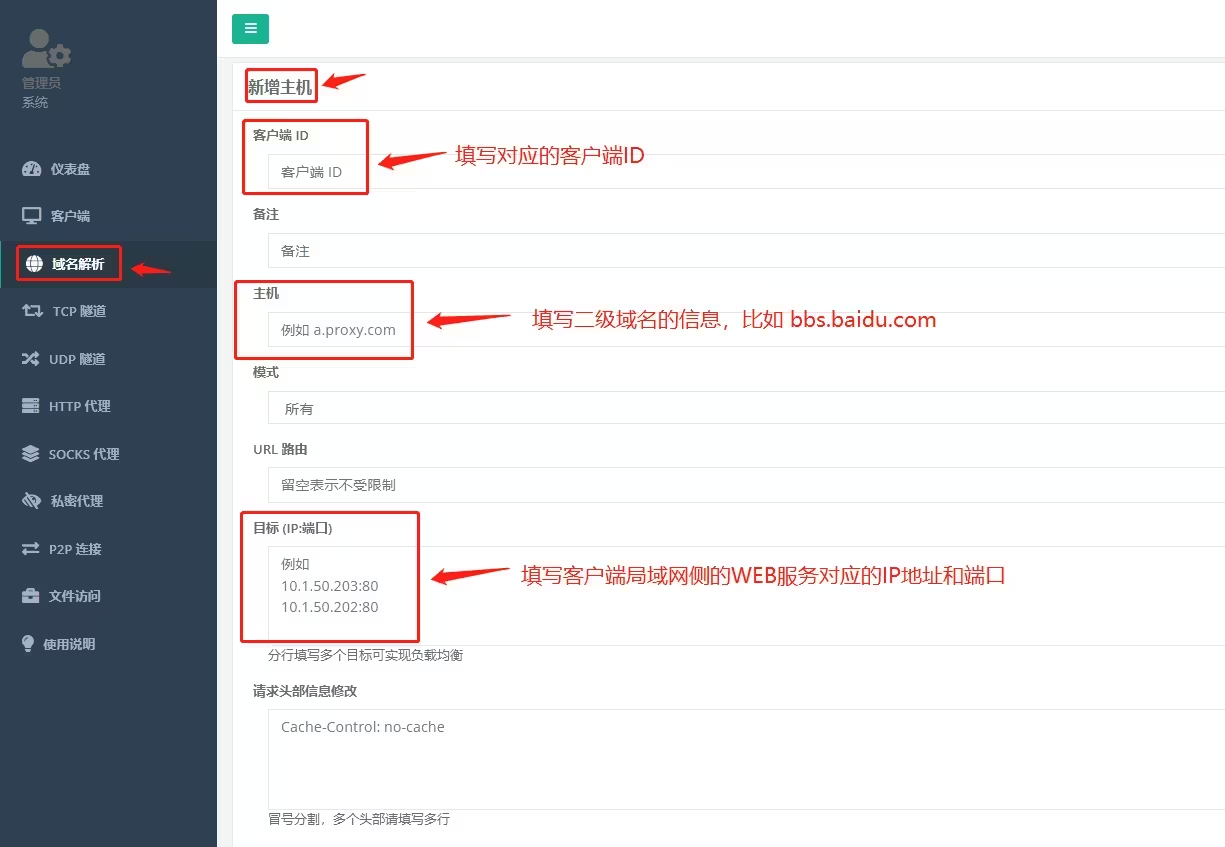 管理员
系统
仪表盘
客户端
域名解析
TCP 隧道
UDP 隧道
HTTP 代理
SOCKS 代理
私密代理
P2P 连接
文件访问
使用说明
新增主机
客户端 ID
客户端 ID
填写对应的客户端ID
备注
备注
主机
例如 a.proxy.com
填写二级域名的信息，比如 bbs.baidu.com
模式
所有
URL 路由
留空表示不受限制
目标 (IP:端口)
例如
10.1.50.203:80
10.1.50.202:80
填写客户端局域网侧的WEB服务对应的IP地址和端口
分行填写多个目标可实现负载均衡
请求头部信息修改
Cache-Control: no-cache
冒号分割，多个头部请填写多行